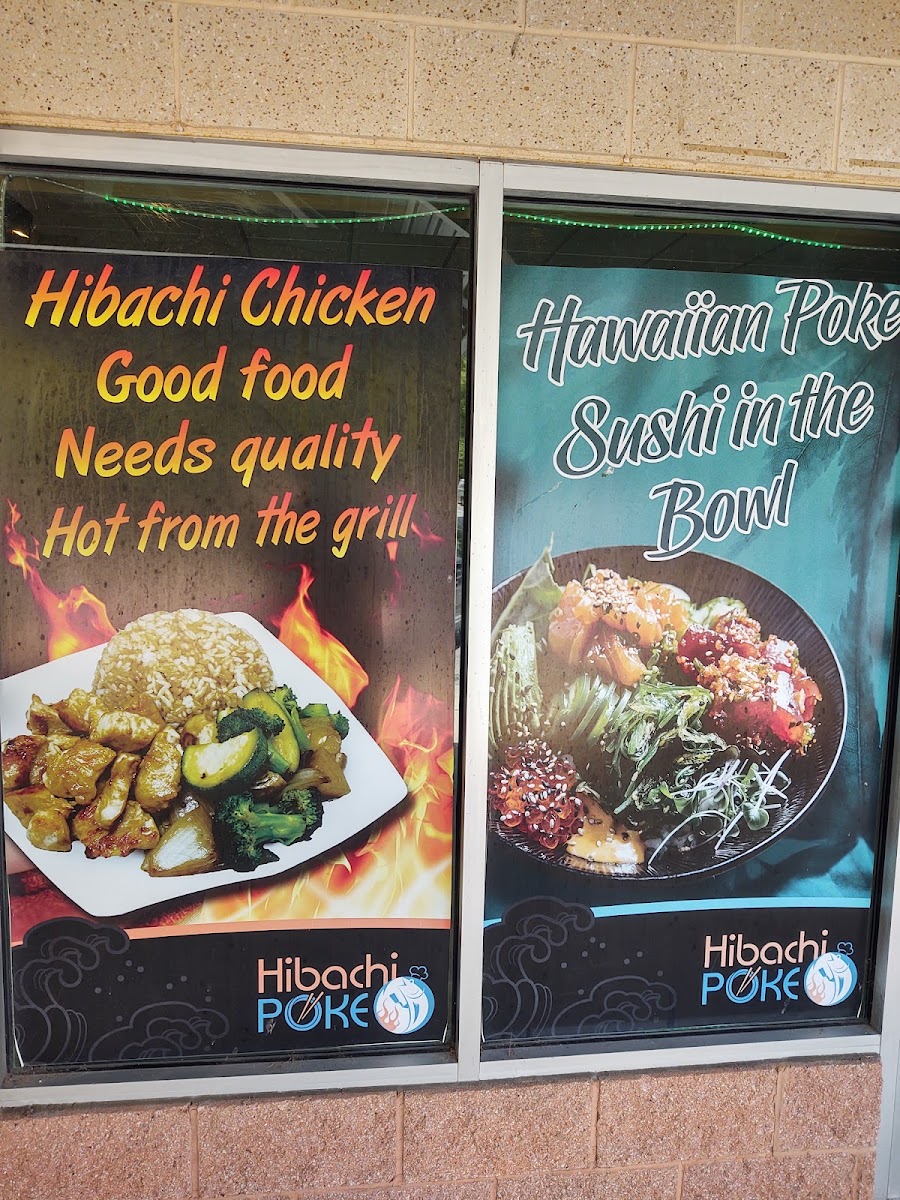 Hibachi Chicken
Good food
Needs quality
Hot from the grill
Hibachi
POKE
Hawaiian Poke
Sushi in the
Bowl
Hibachi
POKE